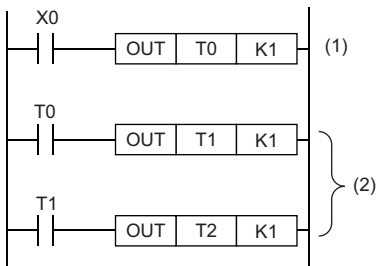 X0
OUT T0 K1 (1)
T0
OUT T1 K1
(2)
T1
OUT T2 K1